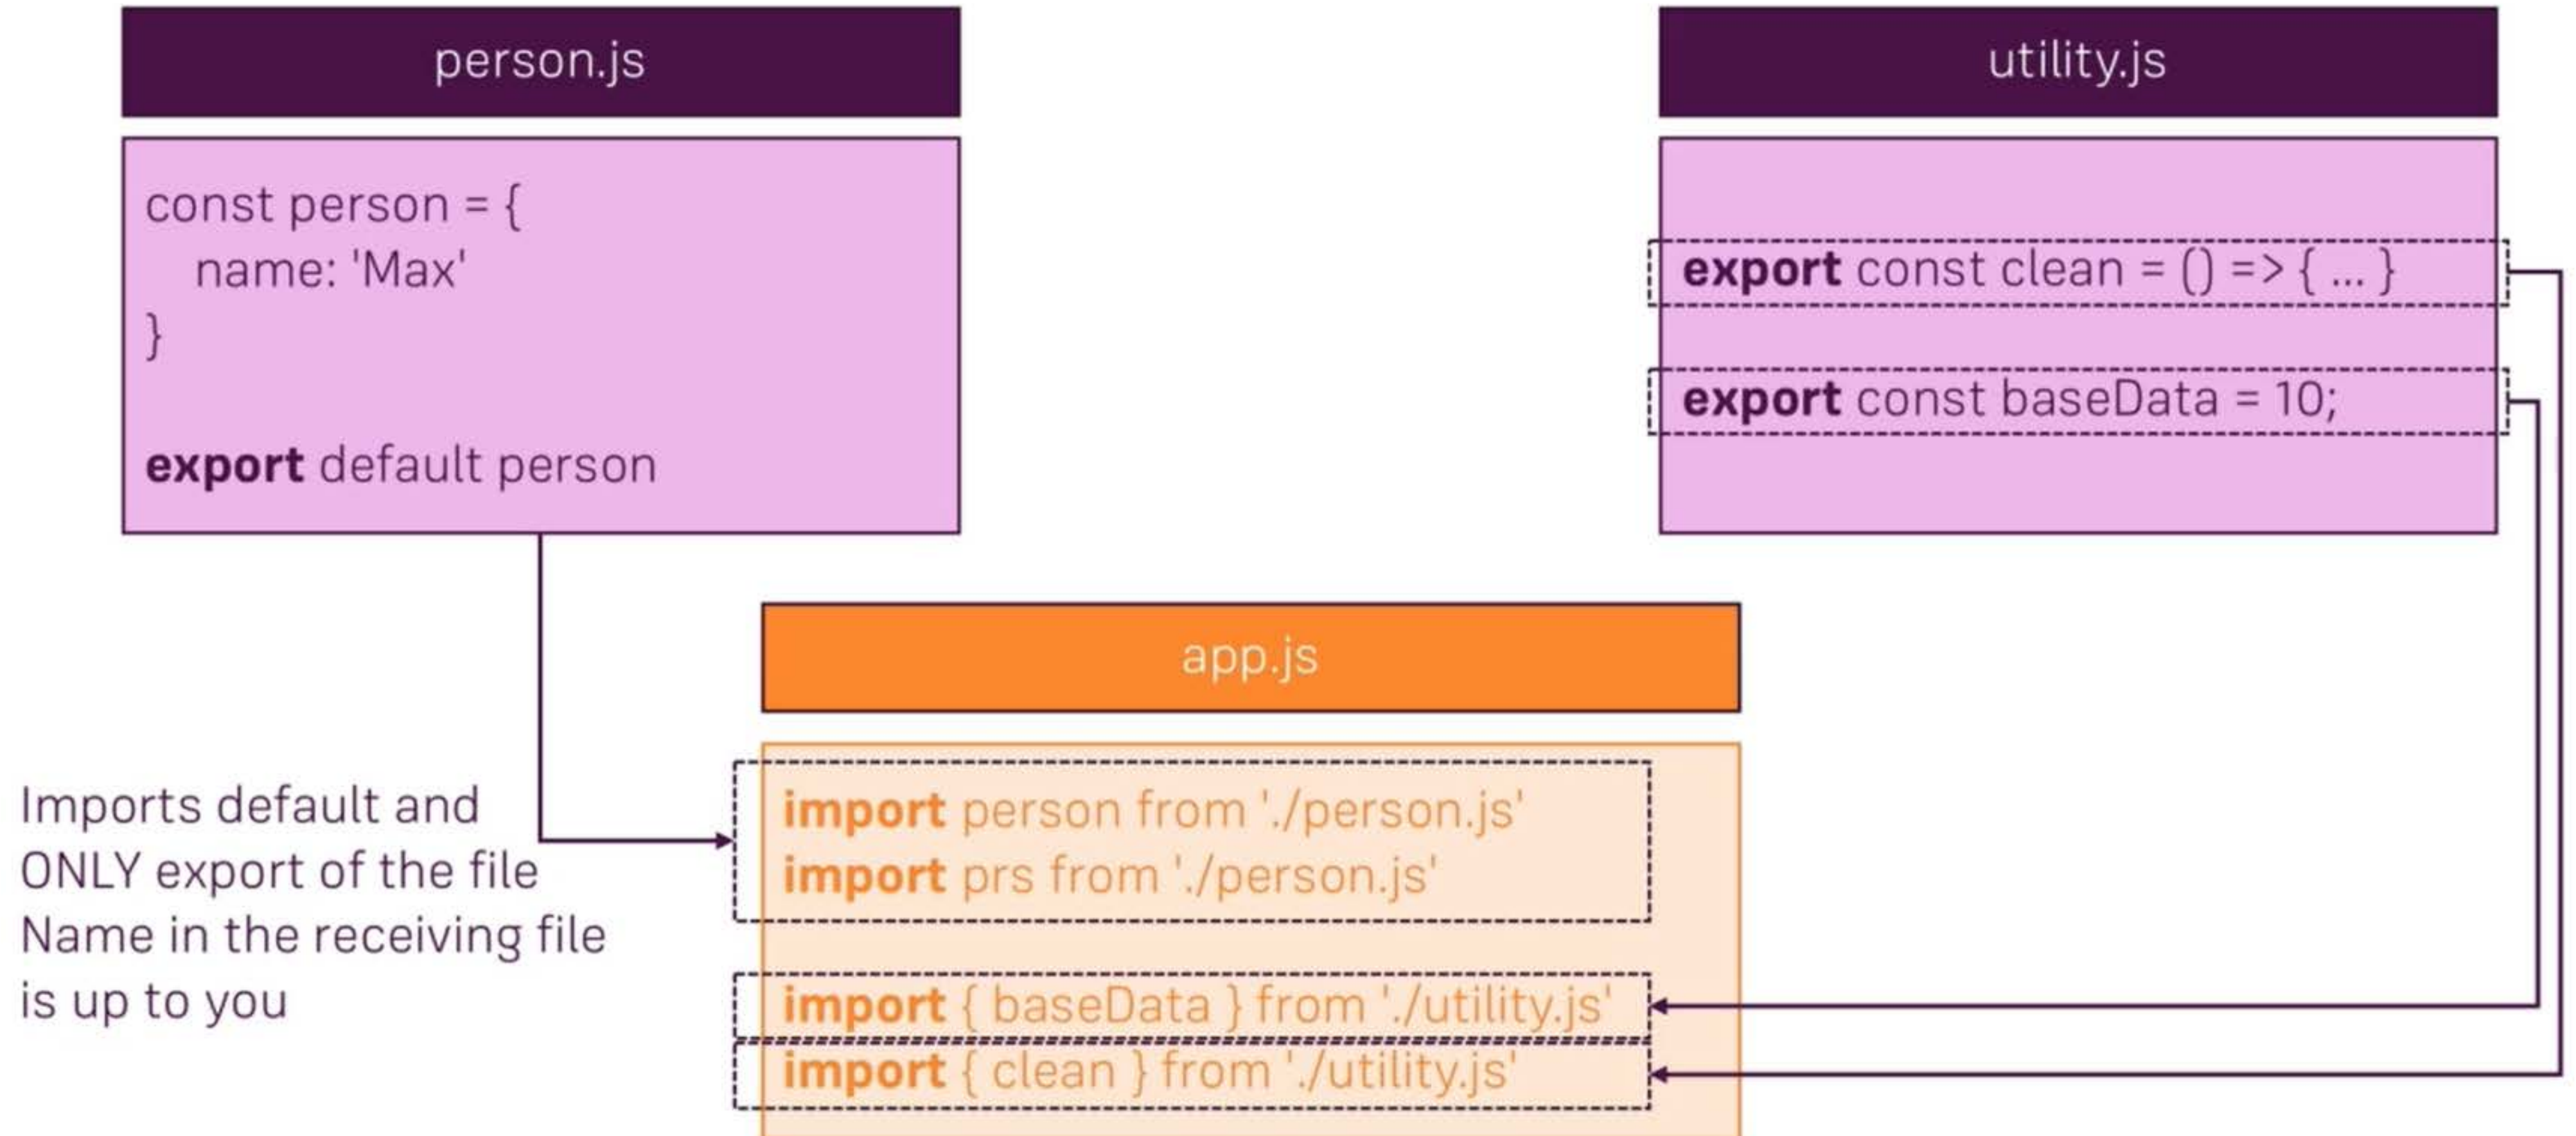 person.js
const person = {
name: 'Max'
}
export default person
utility.js
export const clean = () => { ... }
export const baseData = 10;
app.js
import person from './person.js'
import prs from './person.js'
import { baseData } from './utility.js'
import { clean } from './utility.js'
Imports default and
ONLY export of the file
Name in the receiving file
is up to you